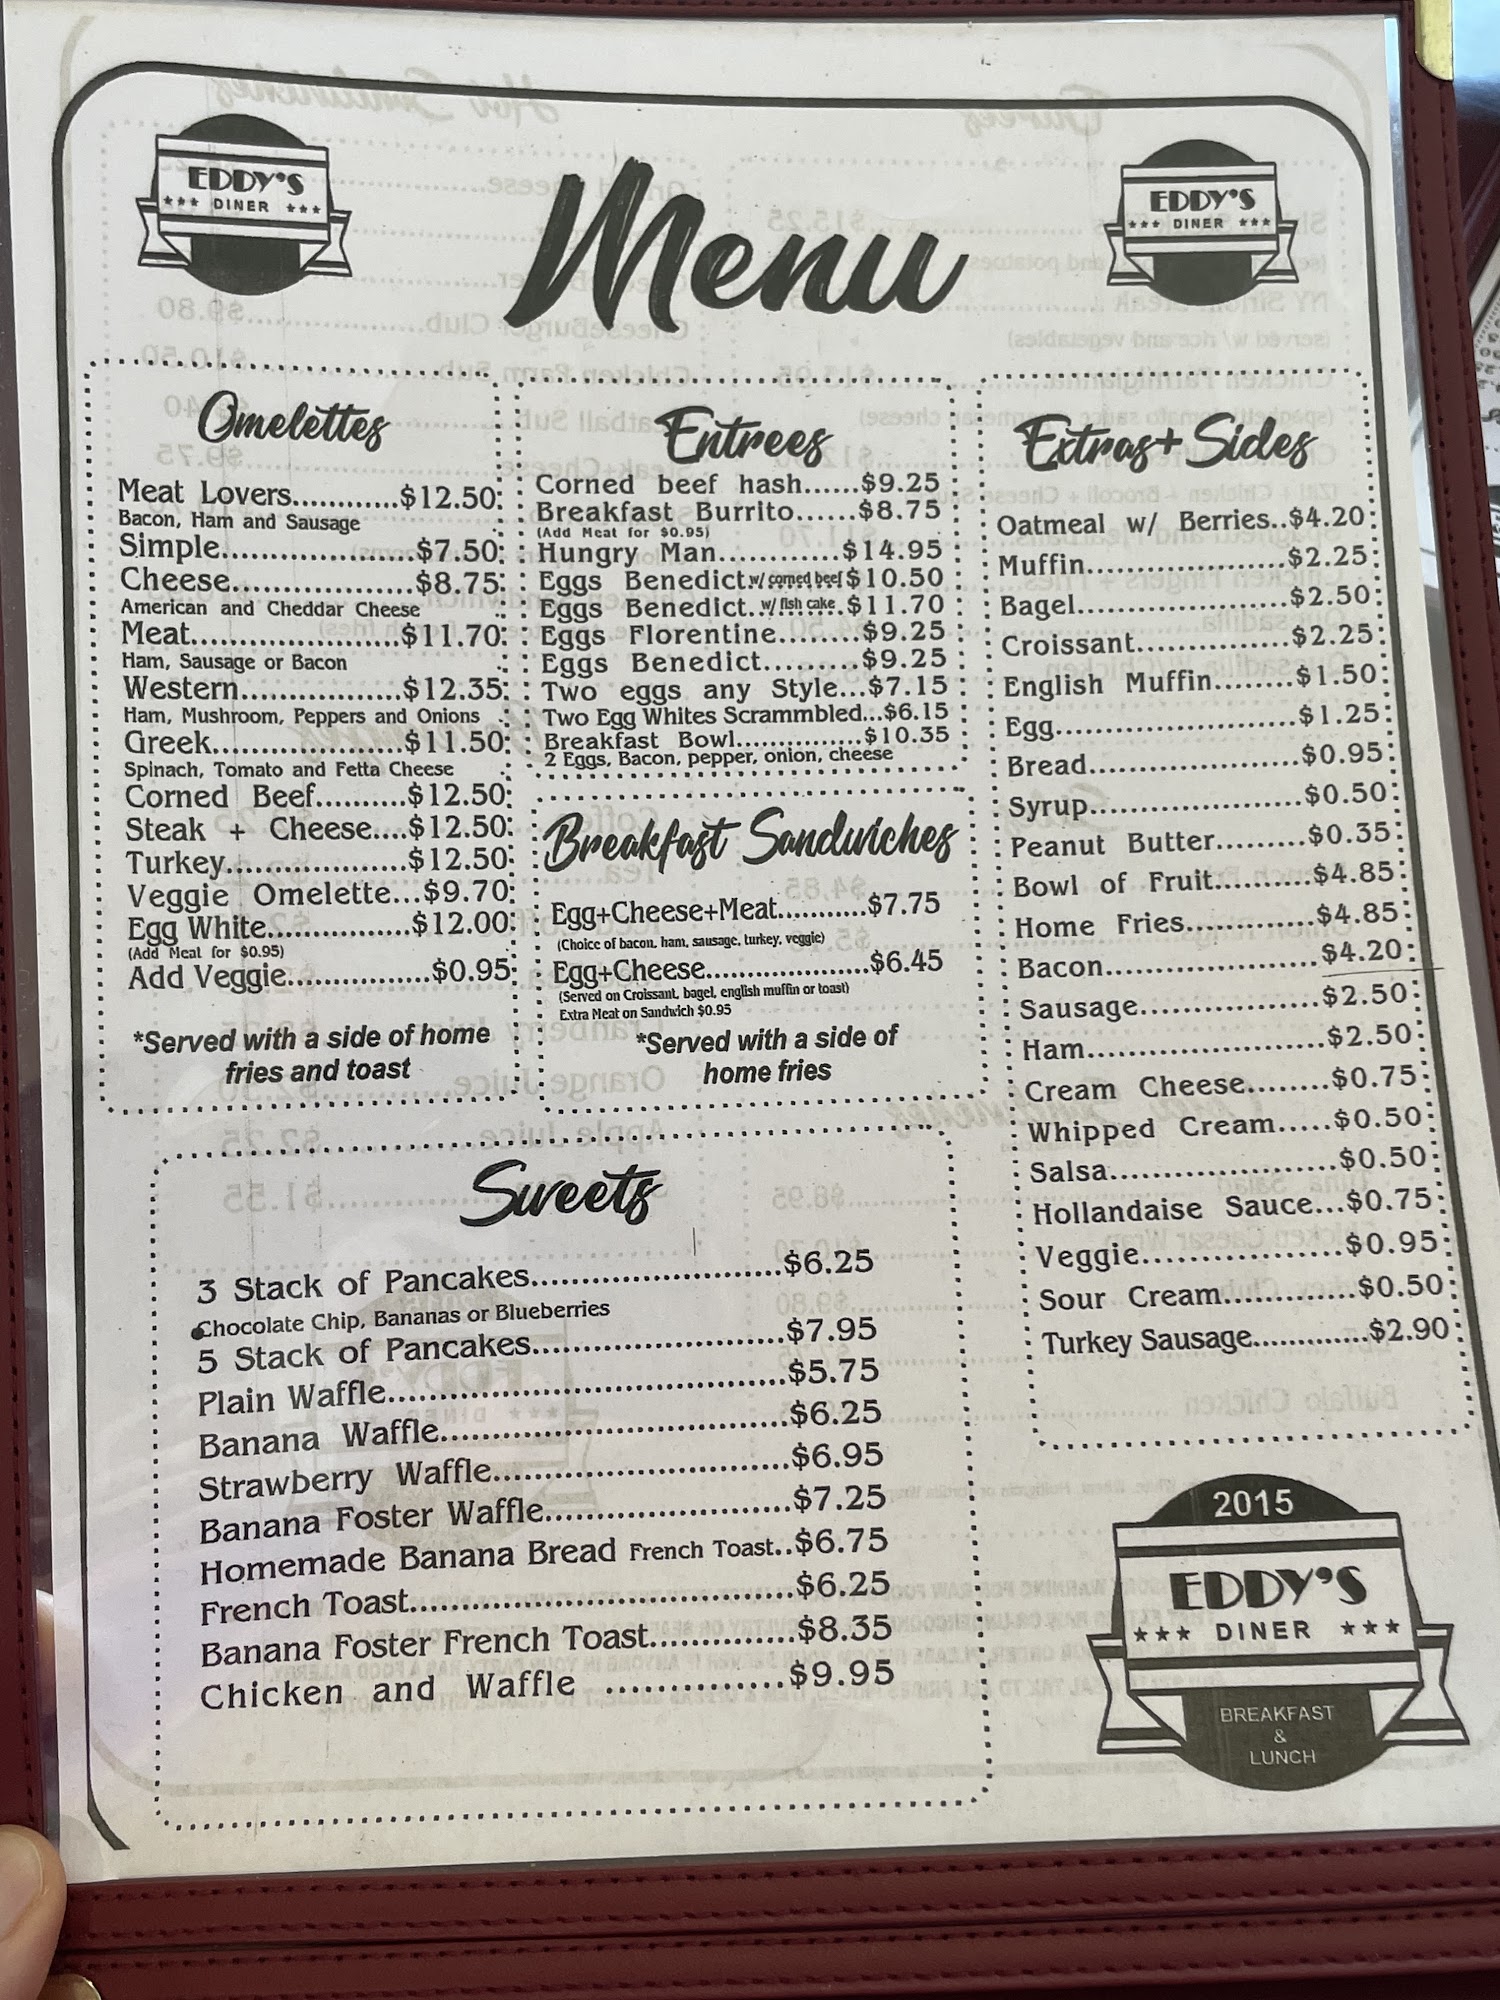 EDDY'S
*** DINER ***
Menu
EDDY'S
*** DINER ***
Omelettes
Meat Lovers...........$12.50
Bacon, Ham and Sausage
Simple....................$7.50
Cheese...................$8.75
American and Cheddar Cheese
Meat......................$11.70
Ham, Sausage or Bacon
Western.................$12.35
Ham, Mushroom, Peppers and Onions
Greek....................$11.50
Spinach, Tomato and Fetta Cheese
Corned Beef..........$12.50
Steak + Cheese....$12.50
Turkey...................$12.50
Veggie Omelette...$9.70
Egg White...............$12.00
(Add Meat for $0.95)
Add Veggie...............$0.95
*Served with a side of home
fries and toast
Entrees
Corned beef hash......$9.25
Breakfast Burrito......$8.75
(Add Meat for $0.95)
Hungry Man............$14.95
Eggs Benedict w/ corned beef $10.50
Eggs Benedict.. w/ fish cake . $11.70
Eggs Florentine........$9.25
Eggs Benedict.........$9.25
Two eggs any Style...$7.15
Two Egg Whites Scrammbled...$6.15
Breakfast Bowl...............$10.35
2 Eggs, Bacon, pepper, onion, cheese
Breakfast Sandwiches
Egg+Cheese+Meat...........$7.75
(Choice of bacon, ham, sausage, turkey, veggie)
Egg+Cheese....................$6.45
(Served on Croissant, bagel, english muffin or toast)
Extra Meat on Sandwich $0.95
*Served with a side of
home fries
Extras+ Sides
Oatmeal w/ Berries..$4.20
Muffin....................$2.25
Bagel.....................$2.50
Croissant...............$2.25
English Muffin........$1.50
Egg.......................$1.25
Bread....................$0.95
Syrup....................$0.50
Peanut Butter.........$0.35
Bowl of Fruit..........$4.85
Home Fries............$4.85
Bacon....................$4.20
Sausage.................$2.50
Ham......................$2.50
Cream Cheese........$0.75
Whipped Cream.....$0.50
Salsa.....................$0.50
Hollandaise Sauce...$0.75
Veggie...................$0.95
Sour Cream............$0.50
Turkey Sausage............$2.90
Sweets
3 Stack of Pancakes.........................$6.25
Chocolate Chip, Bananas or Blueberries
5 Stack of Pancakes.........................$7.95
Plain Waffle.......................................$5.75
Banana Waffle..................................$6.25
Strawberry Waffle.............................$6.95
Banana Foster Waffle........................$7.25
Homemade Banana Bread French Toast..$6.75
French Toast.....................................$6.25
Banana Foster French Toast...............$8.35
Chicken and Waffle ...............$9.95
2015
EDDY'S
*** DINER ***
BREAKFAST
&
LUNCH